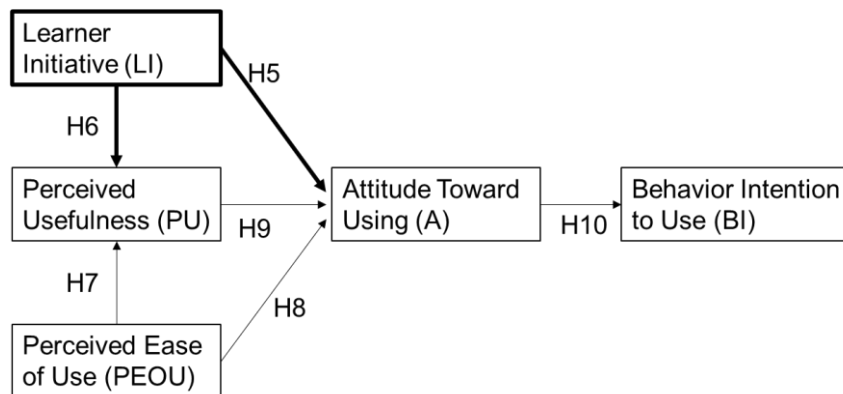 Learner
Initiative (LI)
H5
H6
Perceived
Usefulness (PU)
H9
Attitude Toward
Using (A)
H10
Behavior Intention
to Use (BI)
H7
H8
Perceived Ease
of Use (PEOU)